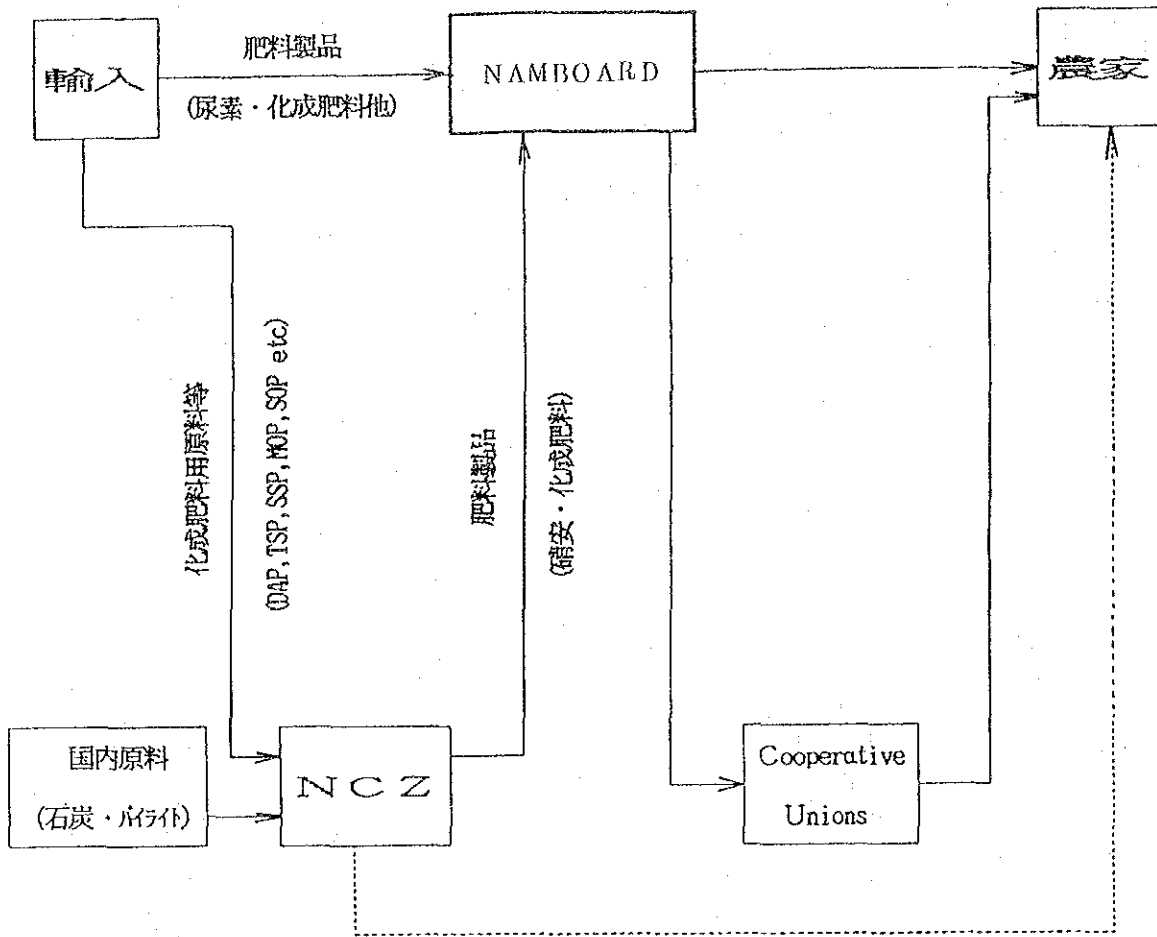 輸入
肥料製品
(尿素・化成肥料他)
NAMBOARD
農家
化成肥料用原料等
(DAP,TSP,SSP,MOP,SOP etc)
肥料製品
(硝安・化成肥料)
国内原料
(石炭・パイライト)
NCZ
Cooperative
Unions